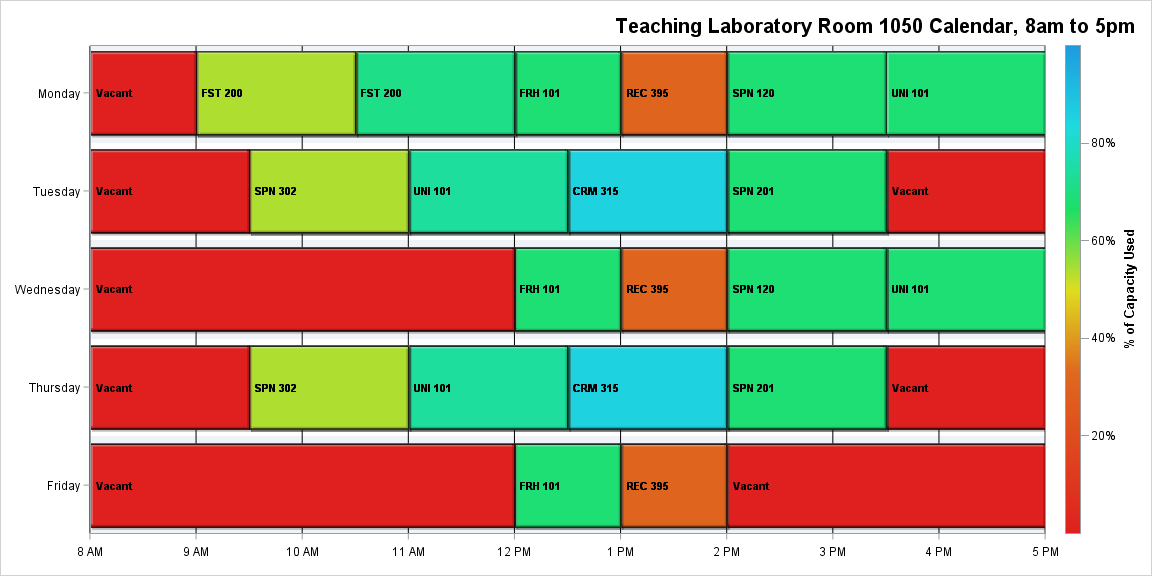 Teaching Laboratory Room 1050 Calendar, 8am to 5pm
Monday
Vacant
FST 200
FST 200
FRH 101
REC 395
SPN 120
UNI 101
Tuesday
Vacant
SPN 302
UNI 101
CRM 315
SPN 201
Vacant
Wednesday
Vacant
FRH 101
REC 395
SPN 120
UNI 101
Thursday
Vacant
SPN 302
UNI 101
CRM 315
SPN 201
Vacant
Friday
Vacant
FRH 101
REC 395
Vacant
8 AM
9 AM
10 AM
11 AM
12 PM
1 PM
2 PM
3 PM
4 PM
5 PM
80%
60%
40%
20%
% of Capacity Used